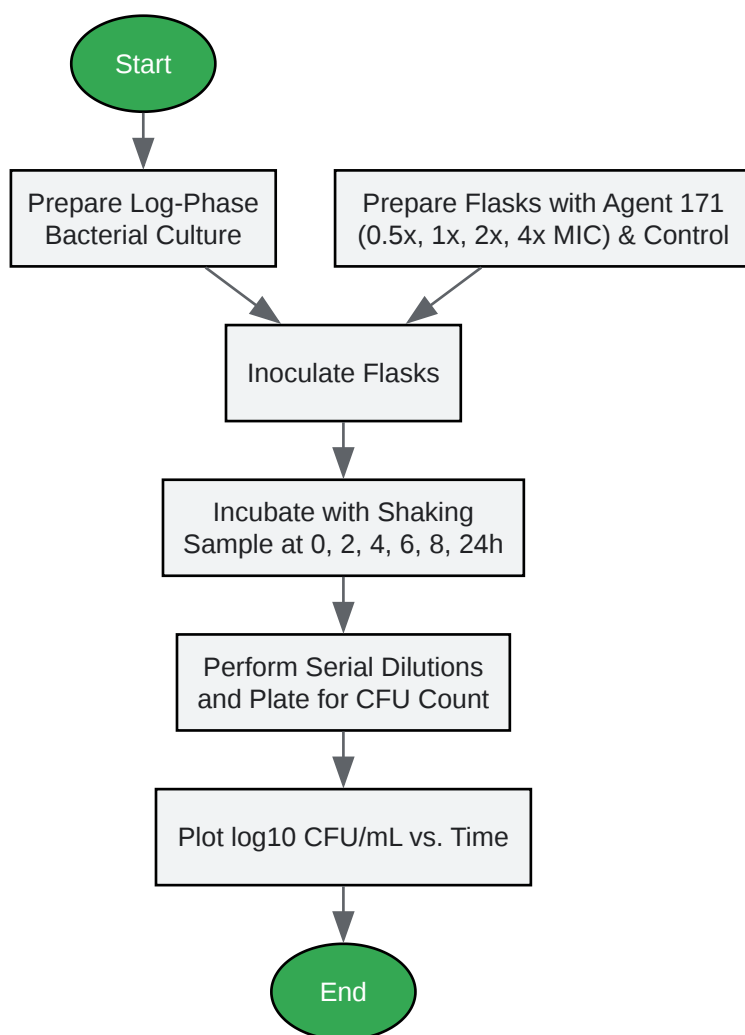 Start
Prepare Log-Phase
Bacterial Culture
Prepare Flasks with Agent 171
(0.5x, 1x, 2x, 4x MIC) & Control
Inoculate Flasks
Incubate with Shaking
Sample at 0, 2, 4, 6, 8, 24h
Perform Serial Dilutions
and Plate for CFU Count
Plot log10 CFU/mL vs. Time
End